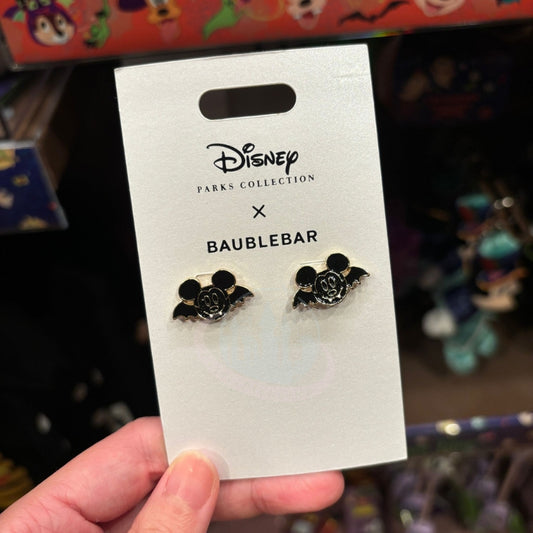 Disney
PARKS COLLECTION
×
BAUBLEBAR